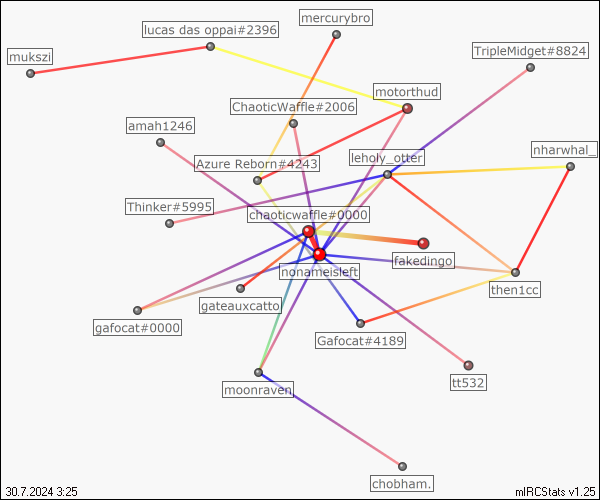 mercurybro
lucas das oppai#2396
TripleMidget#8824
mukszi
motorthud
ChaoticWaffle#2006
amah1246
nharwhal_
leholy_otter
Azure Reborn#4243
Thinker#5995
chaoticwaffle#0000
fakedingo
nonameisleft
then1cc
gateauxcatto
gafocat#0000
Gafocat#4189
tt532
moonraven
chobham.
30.7.2024 3:25
mIRCStats v1.25